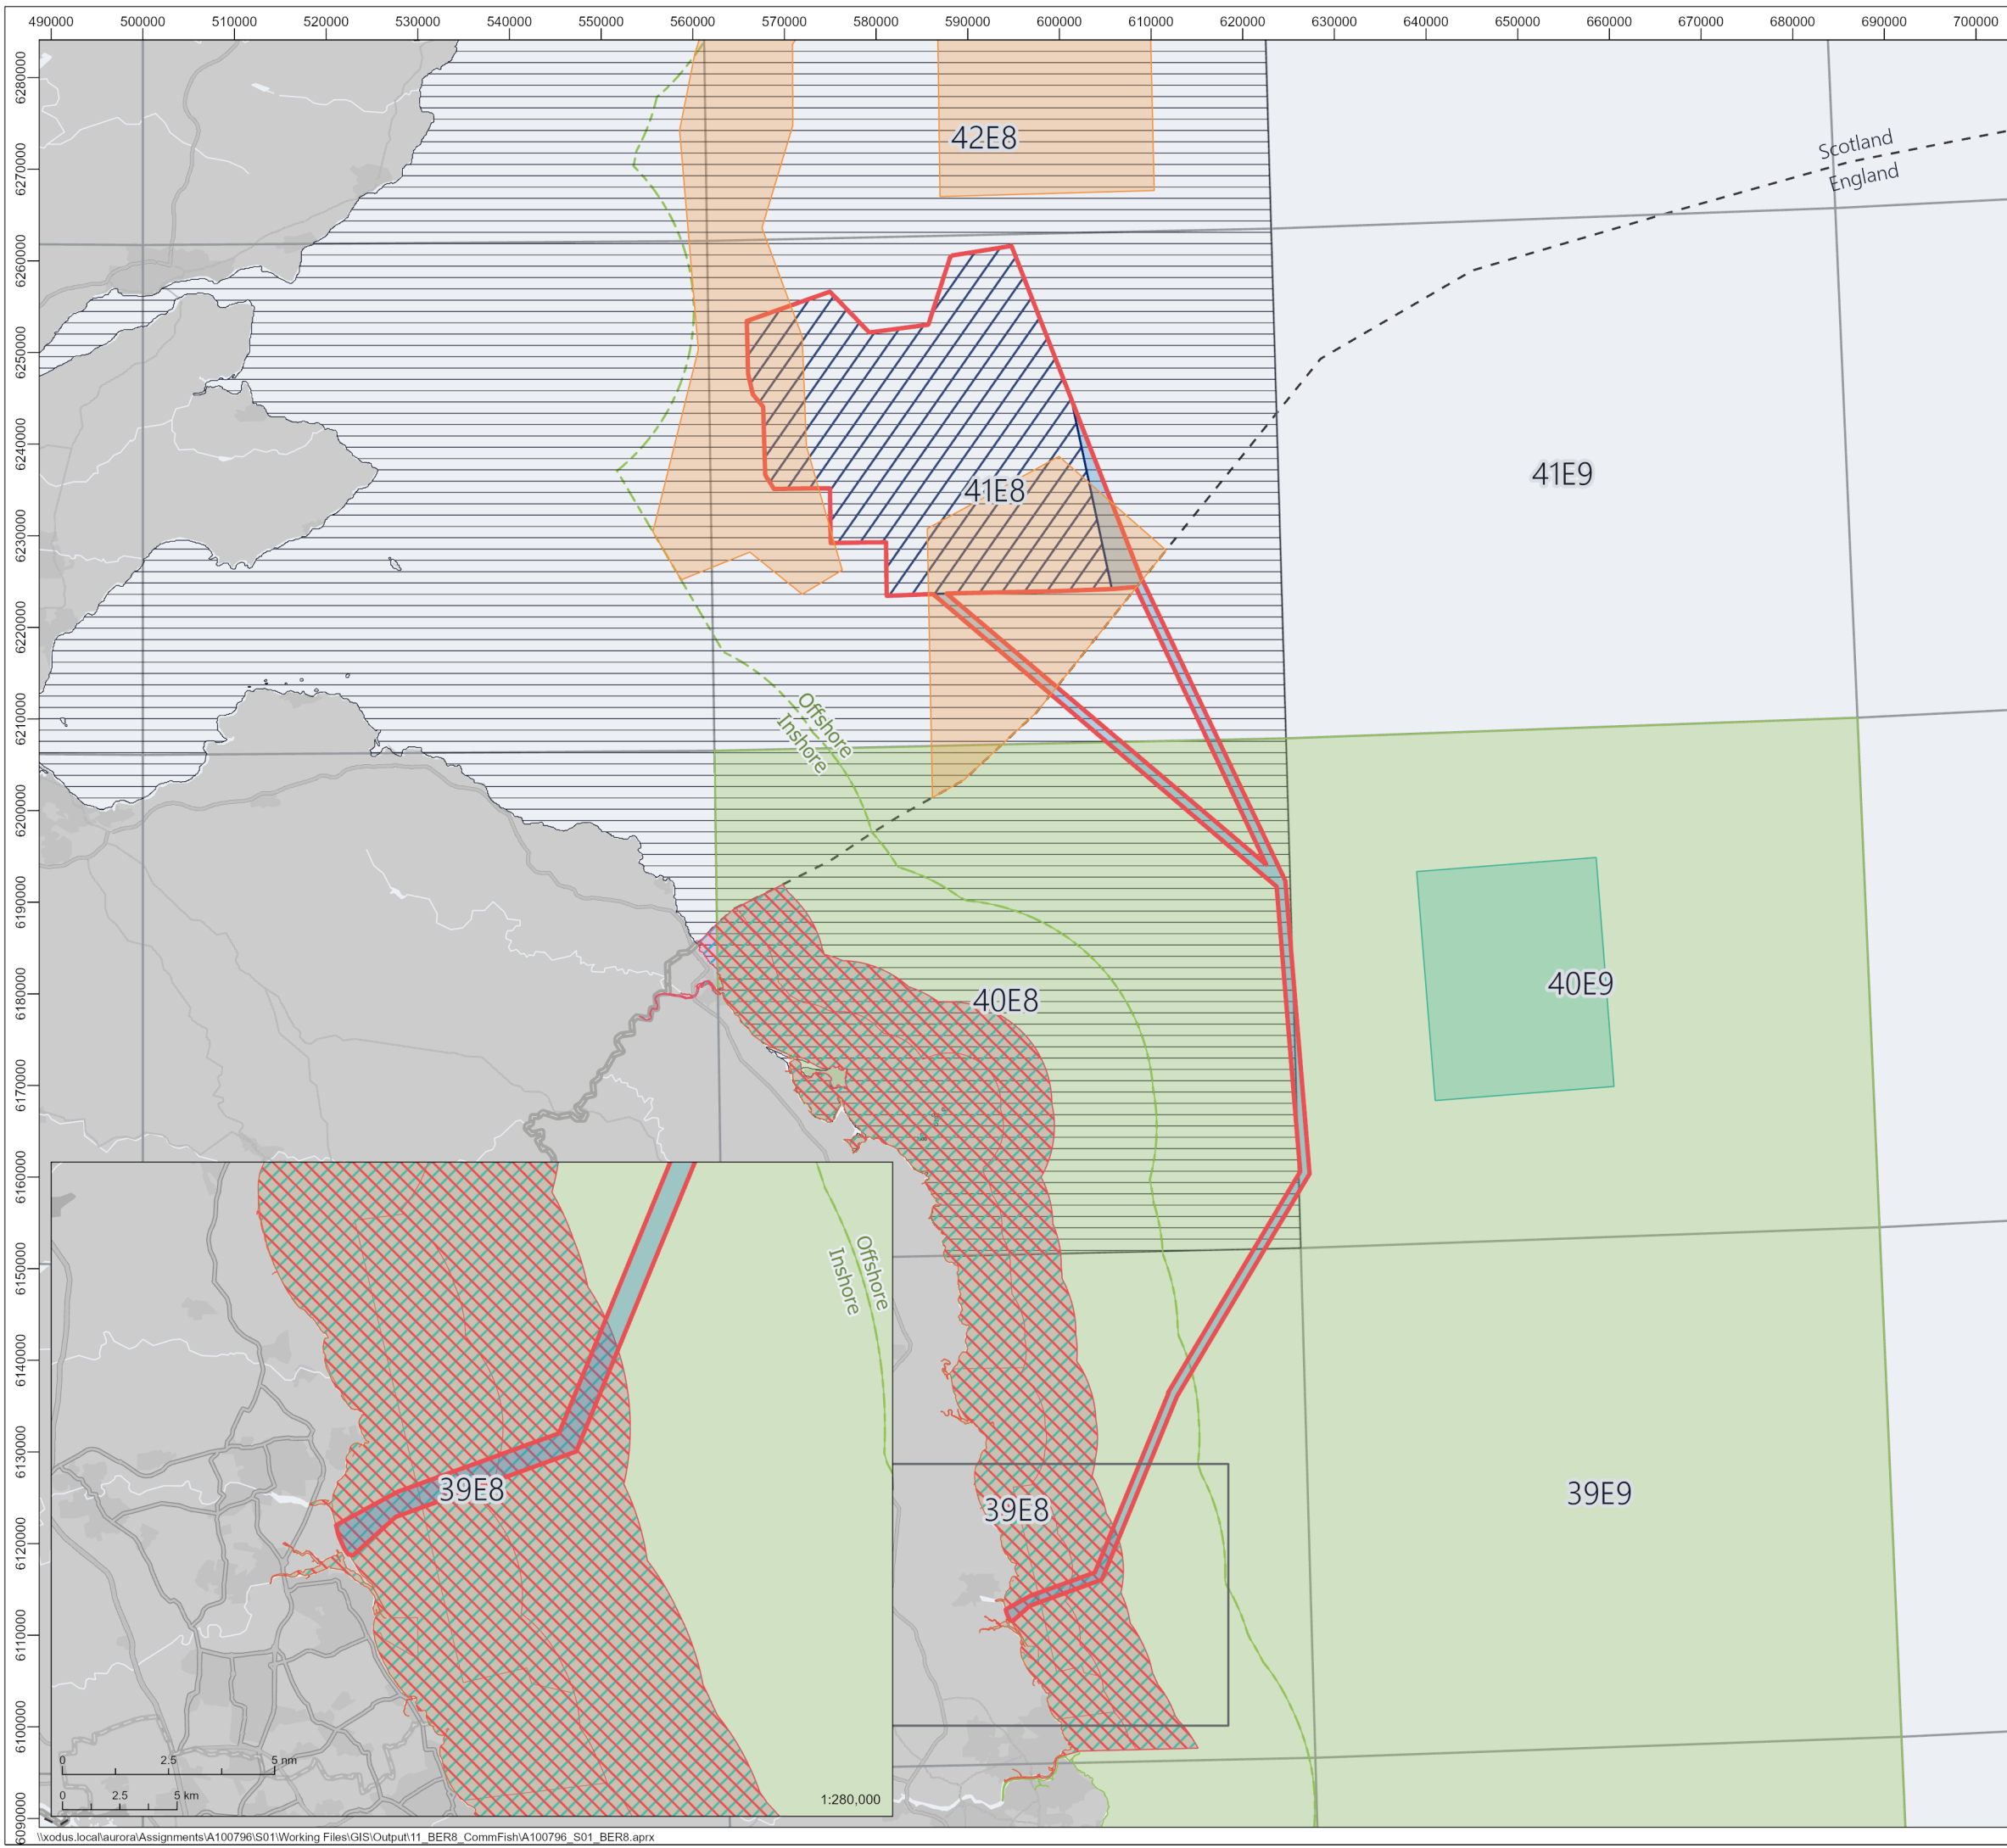 490000 500000 510000 520000 530000 540000 550000 560000 570000 580000 590000 600000 610000 620000 630000 640000 650000 660000 670000 680000 690000 700000
6280000
6270000
6260000
6250000
6240000
6230000
6220000
6210000
6200000
6190000
6180000
6170000
6160000
6150000
6140000
6130000
6120000
6110000
6100000
6090000
42E8
Scotland
England
41E8
41E9
Offshore
Inshore
40E8
40E9
Offshore
Inshore
39E8
39E8
39E9
0 2.5 5 nm
0 2.5 5 km
1:280,000
\\xodus.local\aurora\Assignments\A100796\S01\Working Files\GIS\Output\11_BER8_CommFish\A100796_S01_BER8.aprx